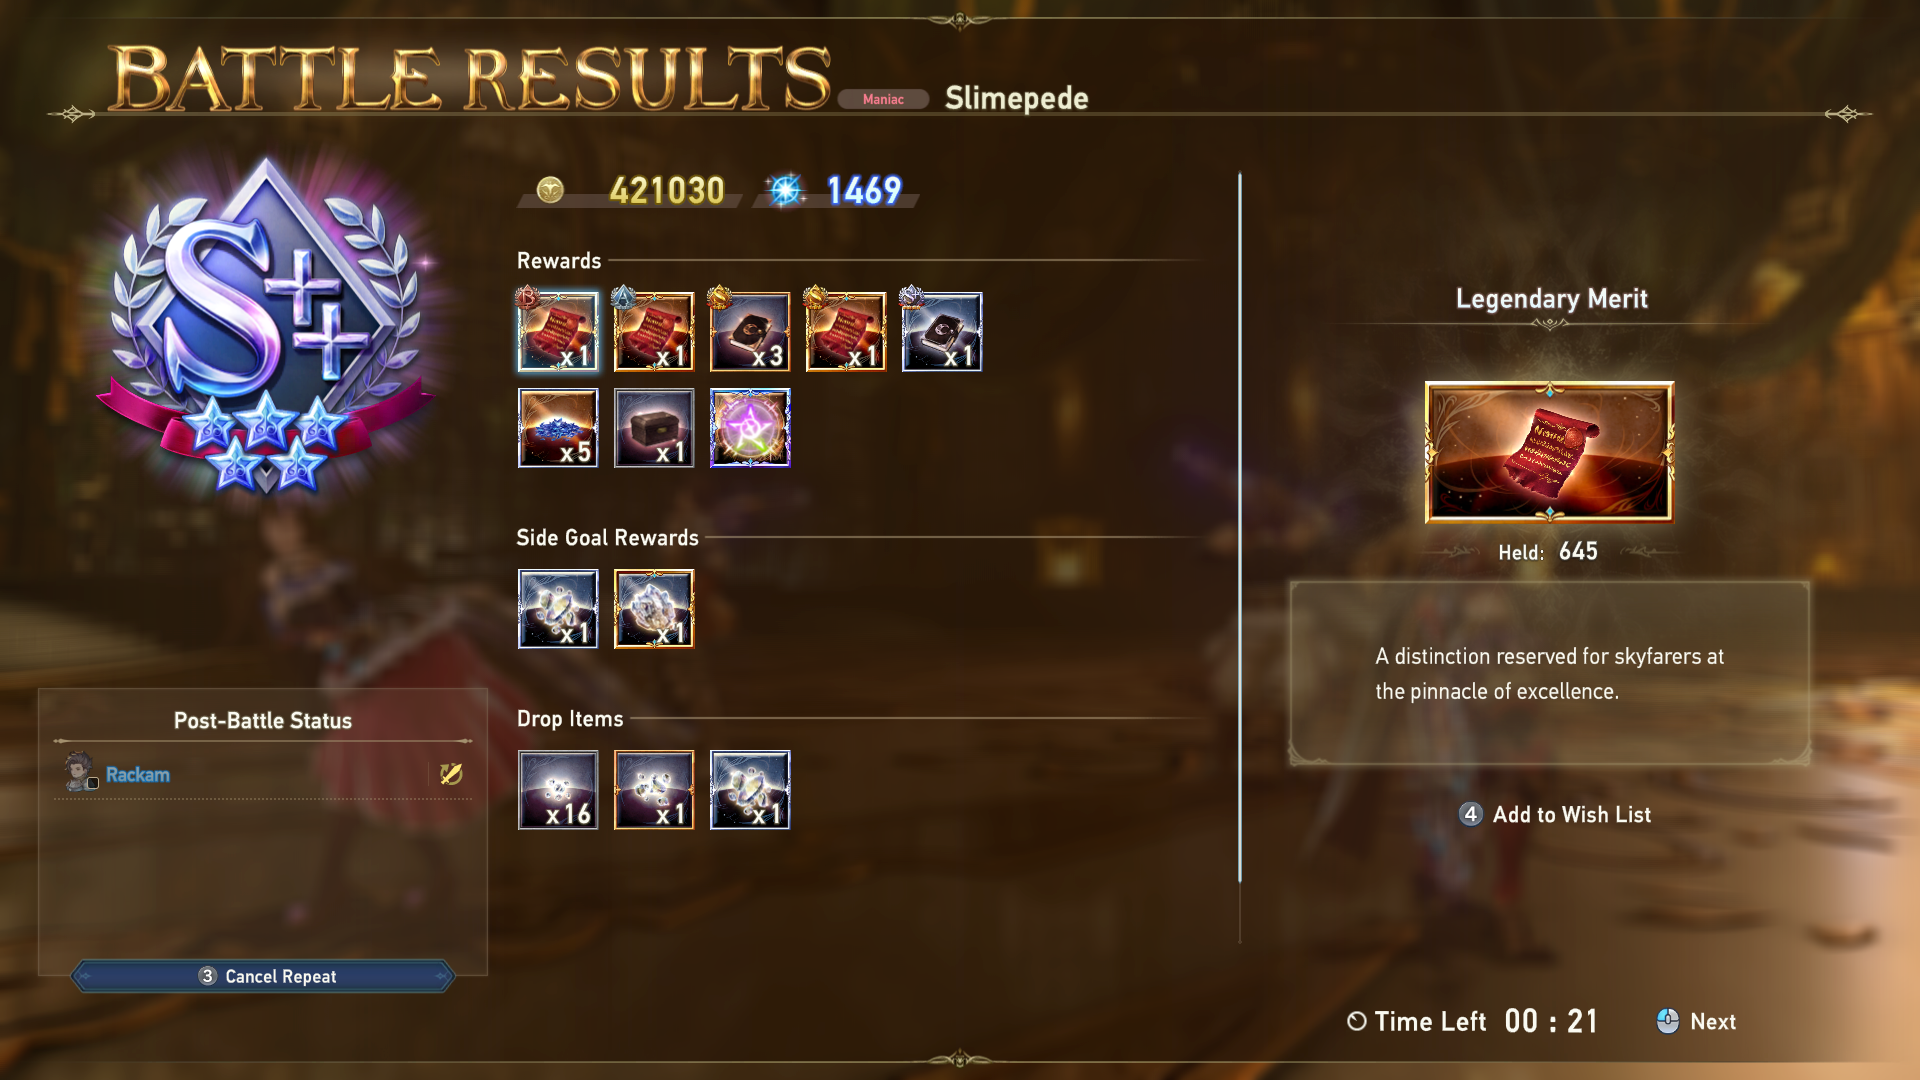 BATTLE RESULTS Maniac Slimepede
S++
421030 1469
Rewards
B x1 A x1 S x3 S x1 S+ x1
x5 x1
Side Goal Rewards
x1 x1
Drop Items
x16 x1 x1
Post-Battle Status
Rackam
3 Cancel Repeat
Legendary Merit
Held: 645
A distinction reserved for skyfarers at
the pinnacle of excellence.
4 Add to Wish List
Time Left 00 : 21 Next